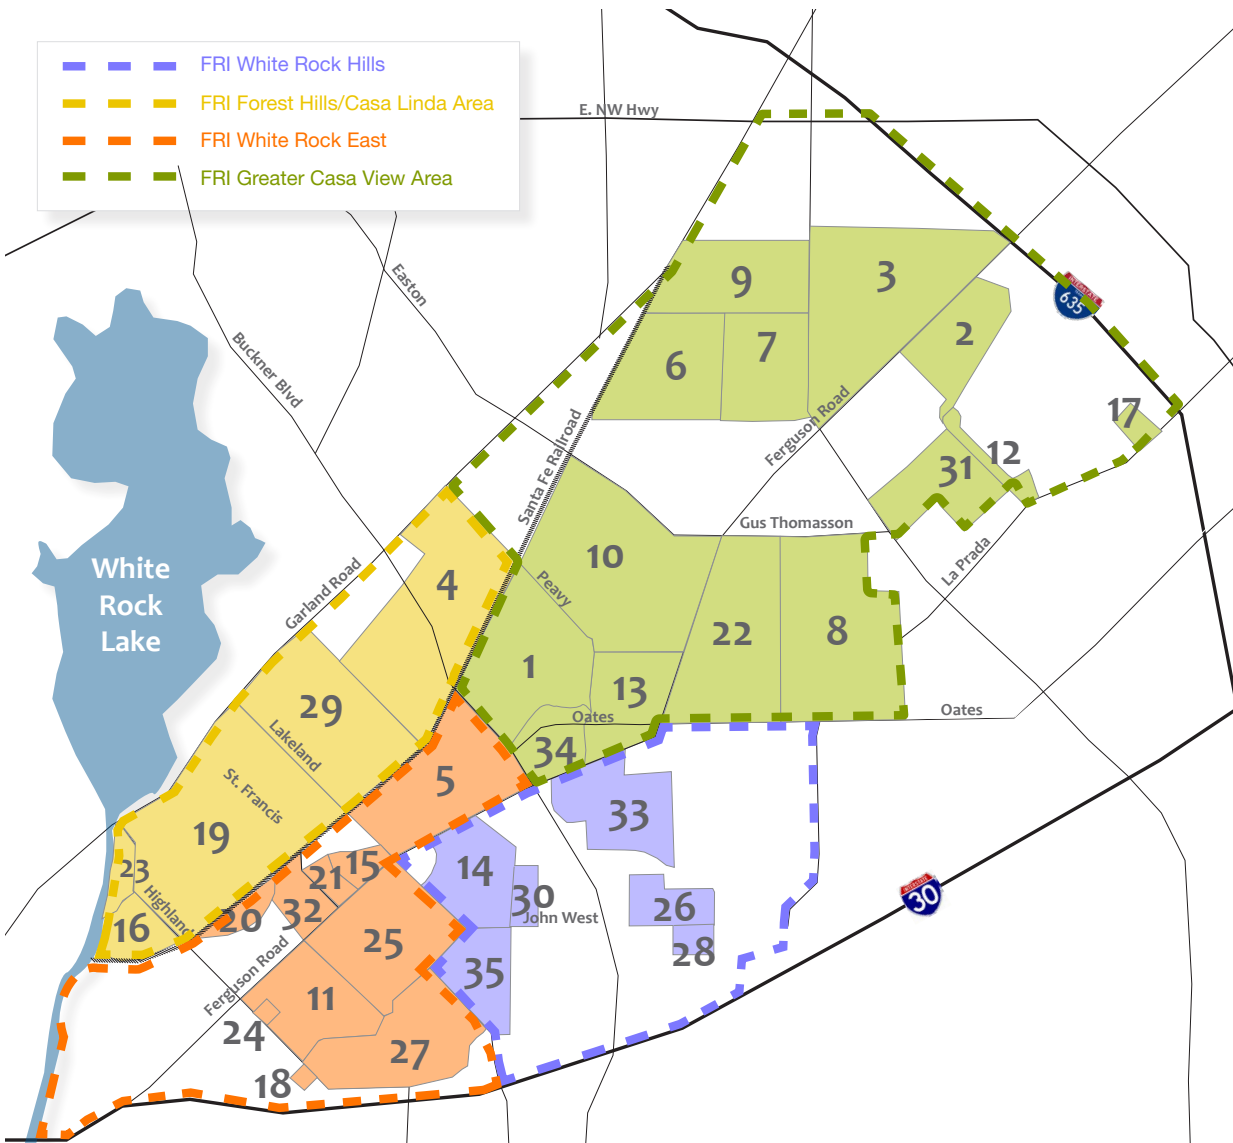 FRI White Rock Hills
FRI Forest Hills/Casa Linda Area
FRI White Rock East
FRI Greater Casa View Area
E. NW Hwy
Easton
Buckner Blvd
9
3
INTERSTATE
635
2
6
7
17
Ferguson Road
Santa Fe Railroad
31
12
Gus Thomasson
La Prada
White
Rock
Lake
Garland Road
4
10
Peavy
22
8
1
13
29
Lakeland
Oates
Oates
34
5
St. Francis
19
33
23
Highland
16
20
21
15
32
14
30
John West
26
28
INTERSTATE
30
25
35
Ferguson Road
11
24
27
18